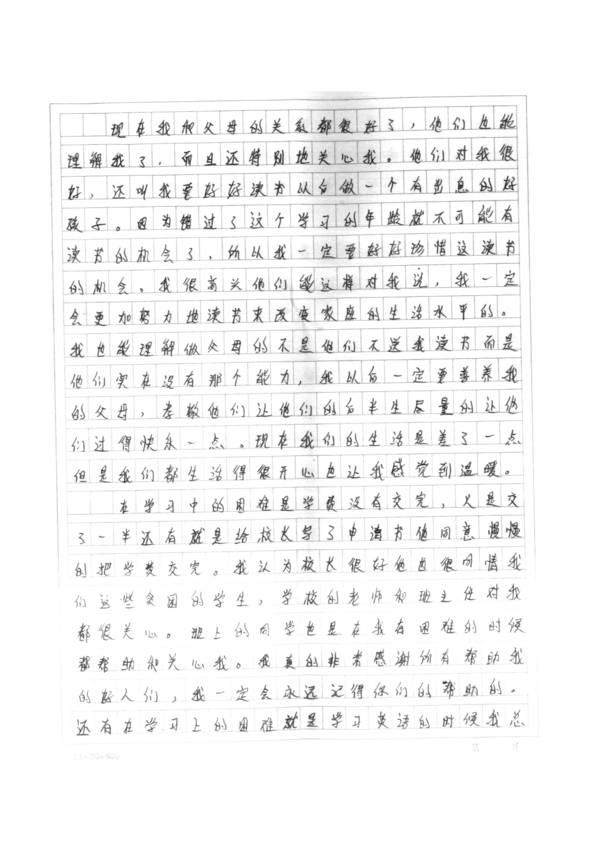 现在我和父母的关系都很好了，他们也能
理解我了，而且还特别地关心我。他们对我很
好，还叫我要好好读书以后做一个有出息的好
孩子。因为错过了这个学习的年龄就不可能有
读书的机会了，所以我一定要好好珍惜这读书
的机会。我很高兴他们能这样对我说，我一定
会更加努力地读书来改变家庭的生活水平的。
我也能理解做父母的不是他们不送我读书而是
他们实在没有那个能力，我以后一定要善养我
的父母，孝敬他们让他们的后半生尽量的让他
们过得快乐一点。现在我们的生活是差了一点
但是我们都生活得很开心也让我感觉到温暖。
在学习中的困难是学费没有交完，只是交
了一半还有就是给校长写了申请书他同意慢慢
的把学费交完。我认为校长很好他也很同情我
们这些贫困的学生，学校的老师和班主任对我
都很关心。班上的同学也是在我有困难的时候
都帮助和关心我。我真的非常感谢所有帮助我
的好人们，我一定会永远记得你们的帮助的。
还有在学习上的困难就是学习英语的时候我总
第 页